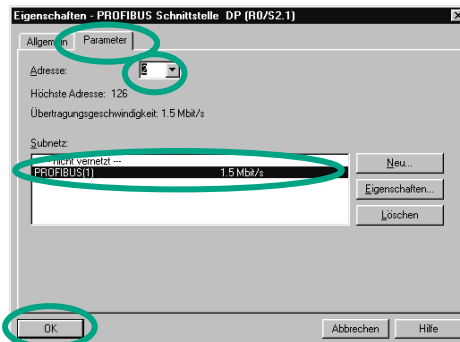 Eigenschaften - PROFIBUS Schnittstelle DP (R0/S2.1)
Allgemein Parameter
Adresse: 2
Höchste Adresse: 126
Übertragungsgeschwindigkeit: 1.5 Mbit/s
Subnetz:
--- nicht vernetzt ---
PROFIBUS(1) 1.5 Mbit/s
Neu...
Eigenschaften...
Löschen
OK Abbrechen Hilfe